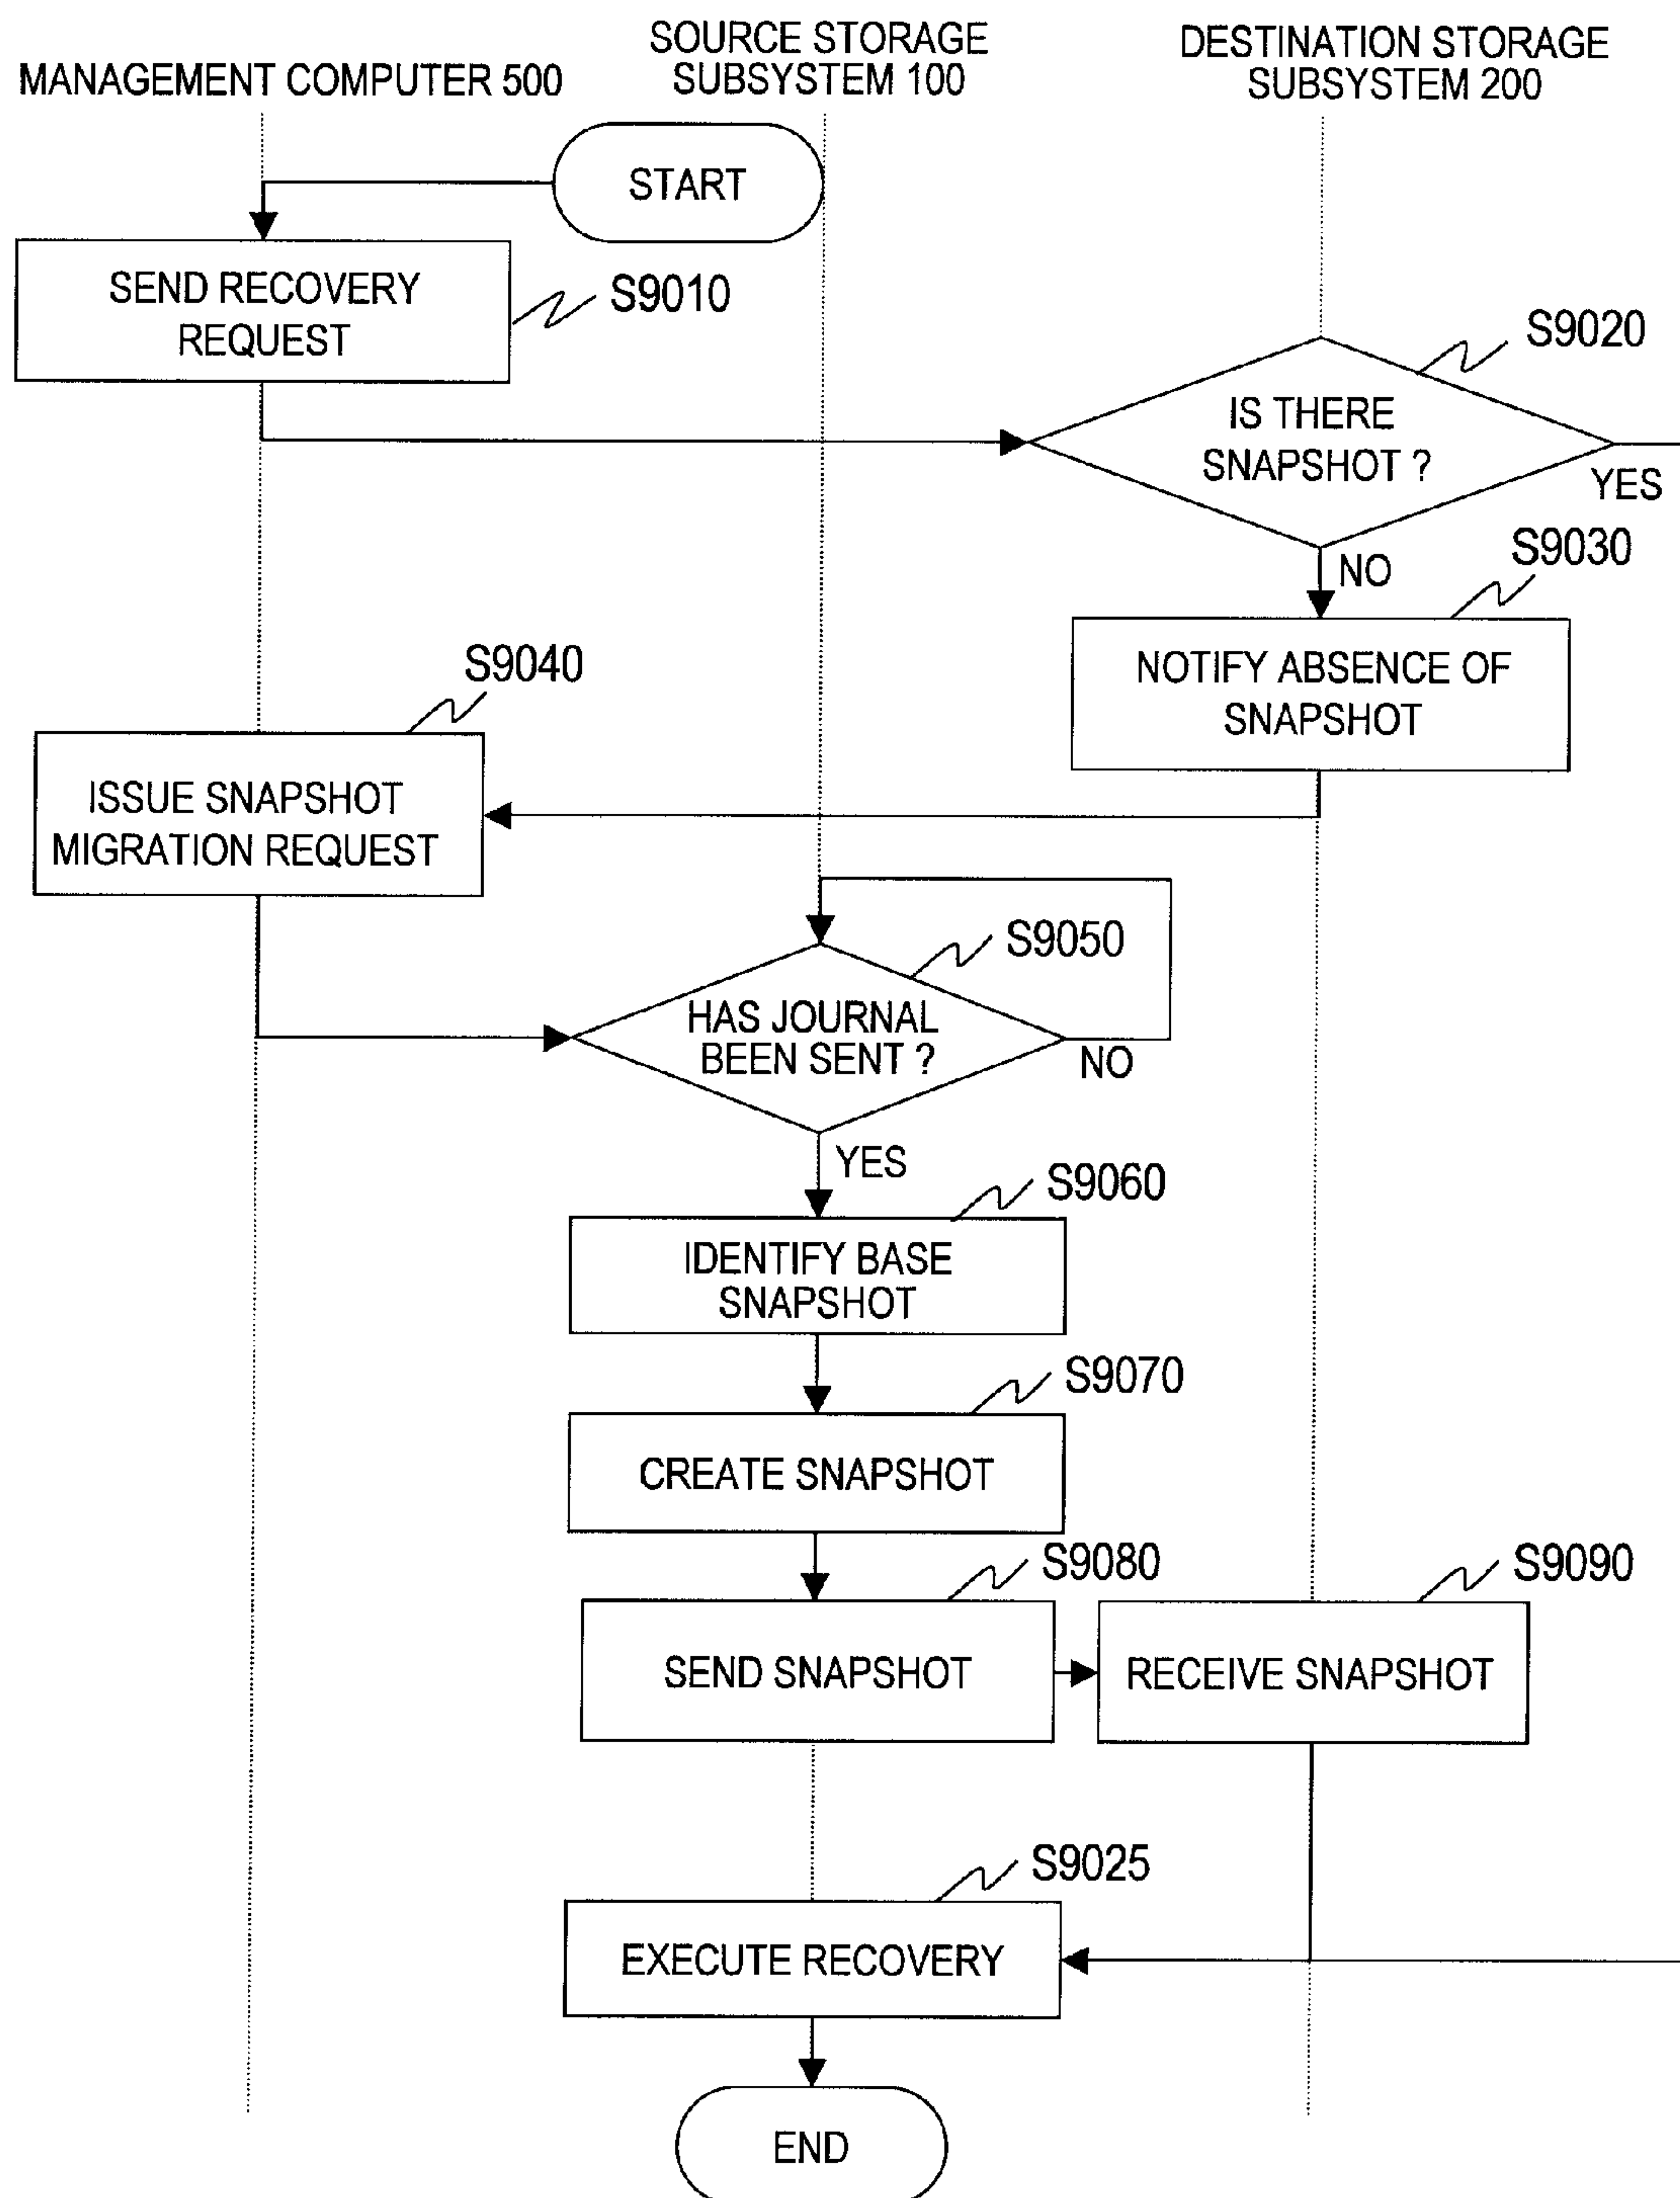 MANAGEMENT COMPUTER 500
SOURCE STORAGE
SUBSYSTEM 100
DESTINATION STORAGE
SUBSYSTEM 200
START
SEND RECOVERY
REQUEST
S9010
S9020
IS THERE
SNAPSHOT ?
YES
NO
S9030
NOTIFY ABSENCE OF
SNAPSHOT
S9040
ISSUE SNAPSHOT
MIGRATION REQUEST
S9050
HAS JOURNAL
BEEN SENT ?
NO
YES
S9060
IDENTIFY BASE
SNAPSHOT
S9070
CREATE SNAPSHOT
S9080
SEND SNAPSHOT
S9090
RECEIVE SNAPSHOT
S9025
EXECUTE RECOVERY
END